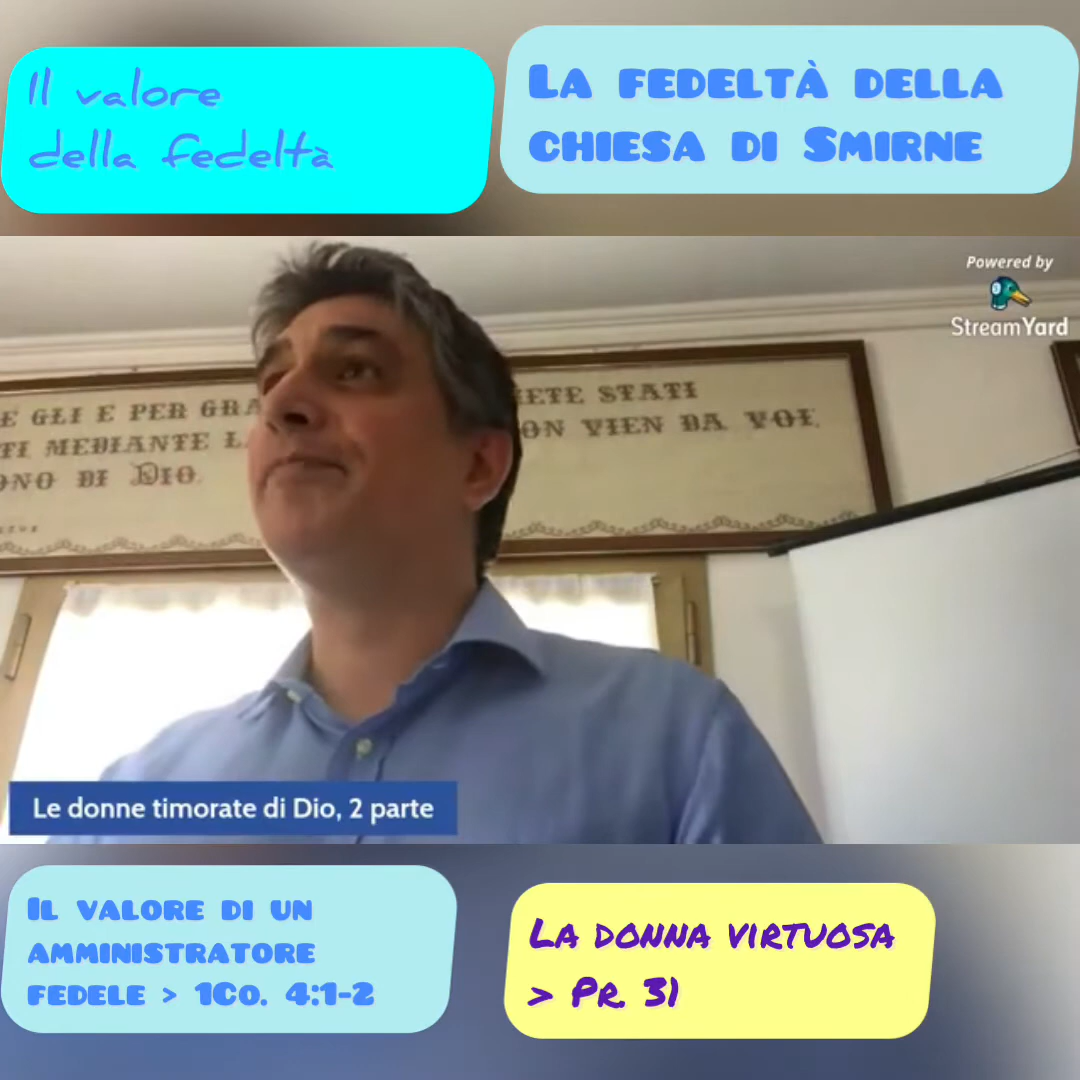 Il valore
della fedeltà
La fedeltà della
chiesa di Smirne
Powered by
StreamYard
E GLI E PER GRA ETE STATI
TI MEDIANTE L ON VIEN DA VOI,
ONO DI DIO.
Le donne timorate di Dio, 2 parte
Il valore di un
amministratore
fedele > 1Co. 4:1-2
La donna virtuosa
> Pr. 31